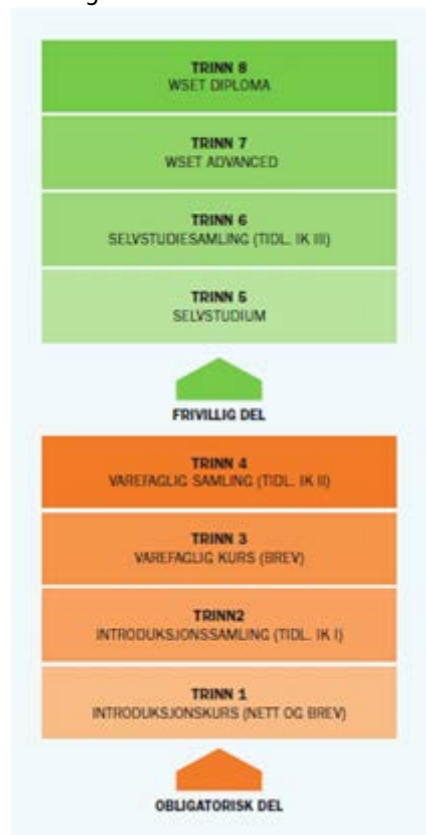 TRINN 8
WSET DIPLOMA
TRINN 7
WSET ADVANCED
TRINN 6
SELVSTUDIESAMLING (TIDL. IK III)
TRINN 5
SELVSTUDIUM
FRIVILLIG DEL
TRINN 4
VAREFAGLIG SAMLING (TIDL. IK II)
TRINN 3
VAREFAGLIG KURS (BREV)
TRINN2
INTRODUKSJONSSAMLING (TIDL. IK I)
TRINN 1
INTRODUKSJONSKURS (NETT OG BREV)
OBLIGATORISK DEL